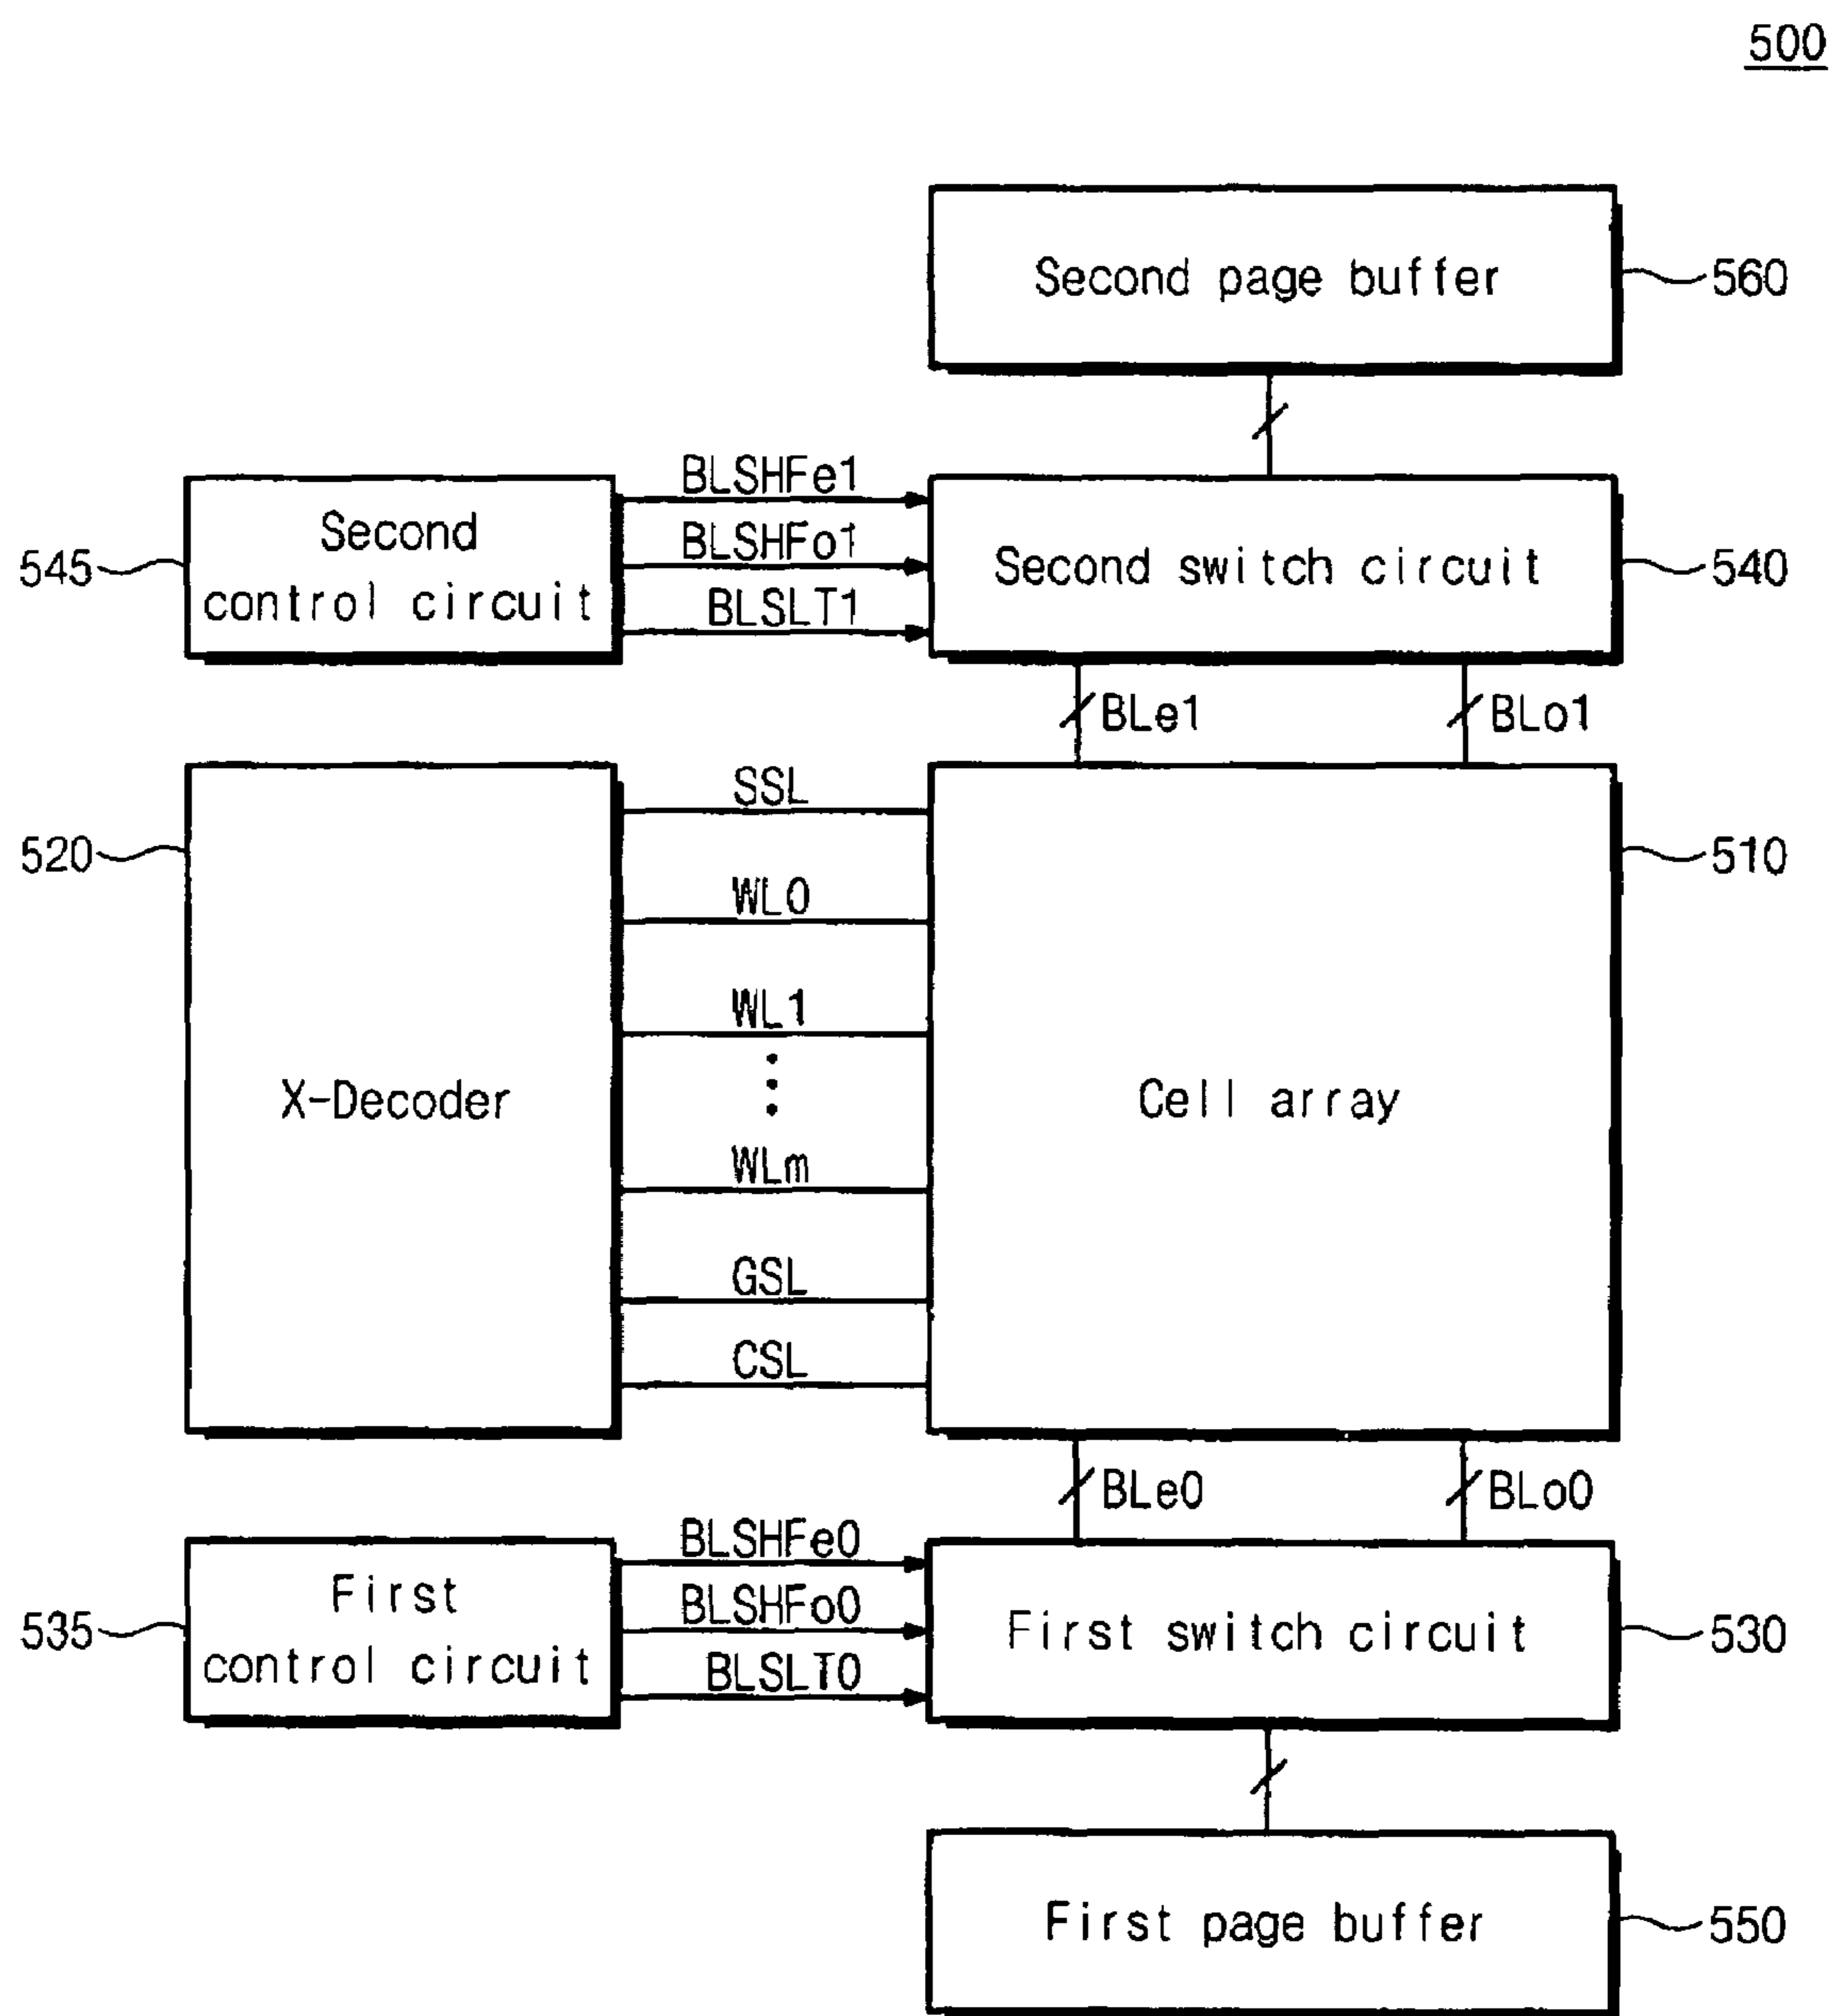 500
Second page buffer
560
BLSHFe1
BLSHFo1
BLSLT1
Second
control circuit
545
Second switch circuit
540
BLe1
BLo1
SSL
WL0
WL1
WLm
GSL
CSL
520
X-Decoder
Cell array
510
BLe0
BLo0
BLSHFe0
BLSHFo0
BLSLT0
First
control circuit
535
First switch circuit
530
First page buffer
550